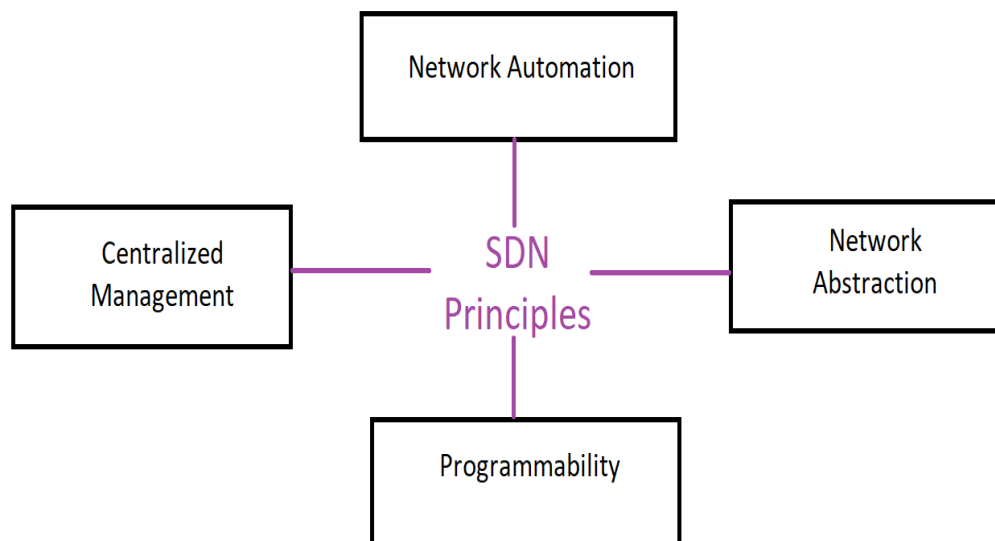 Network Automation
Centralized
Management
SDN
Principles
Network
Abstraction
Programmability